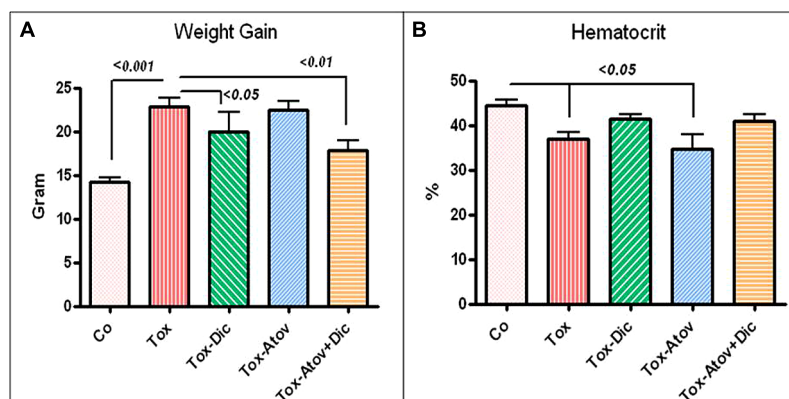 A
Weight Gain
<0.001
<0.01
<0.05
25
20
15
10
5
0
Gram
Co
Tox
Tox-Dic
Tox-Atov
Tox-Atov+Dic
B
Hematocrit
<0.05
50
40
30
20
10
0
%
Co
Tox
Tox-Dic
Tox-Atov
Tox-Atov+Dic